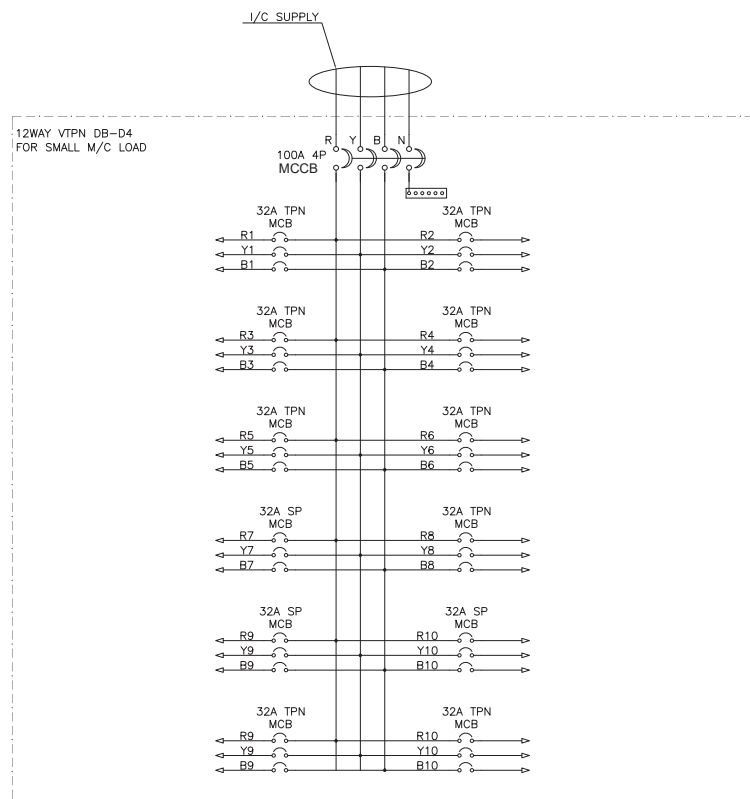 I/C SUPPLY
12WAY VTPN DB-D4
FOR SMALL M/C LOAD
R Y B N
100A 4P
MCCB
32A TPN 32A TPN
MCB MCB
R1 R2
Y1 Y2
B1 B2
32A TPN 32A TPN
MCB MCB
R3 R4
Y3 Y4
B3 B4
32A TPN 32A TPN
MCB MCB
R5 R6
Y5 Y6
B5 B6
32A SP 32A TPN
MCB MCB
R7 R8
Y7 Y8
B7 B8
32A SP 32A SP
MCB MCB
R9 R10
Y9 Y10
B9 B10
32A TPN 32A TPN
MCB MCB
R9 R10
Y9 Y10
B9 B10